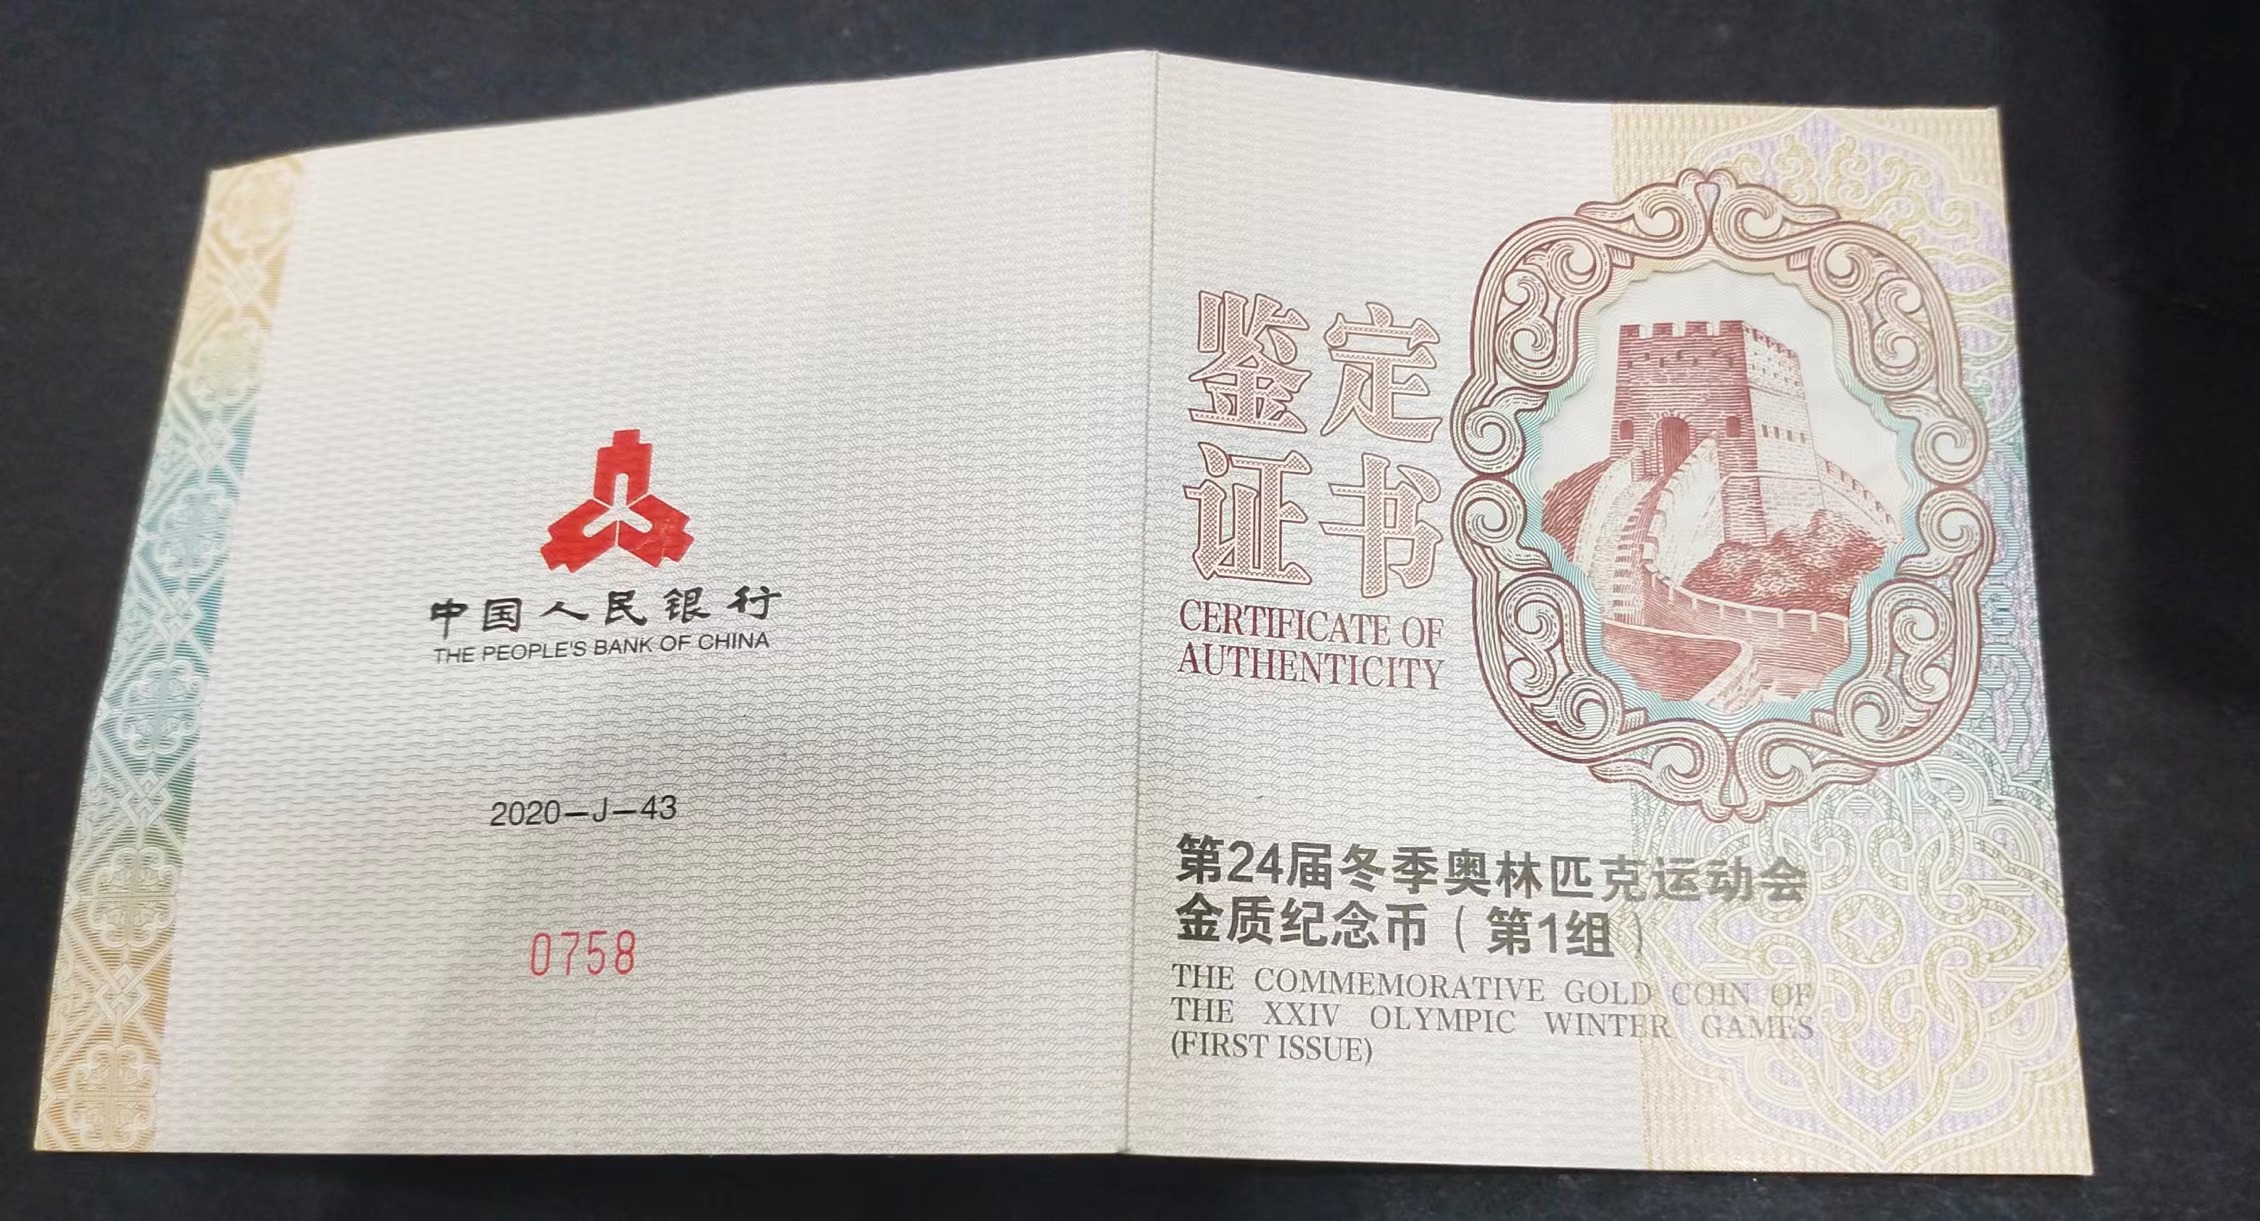 中国人民银行
THE PEOPLE'S BANK OF CHINA
2020—J—43
0758
鉴定
证书
CERTIFICATE OF
AUTHENTICITY
第24届冬季奥林匹克运动会
金质纪念币（第1组）
THE COMMEMORATIVE GOLD COIN OF
THE XXIV OLYMPIC WINTER GAMES
(FIRST ISSUE)